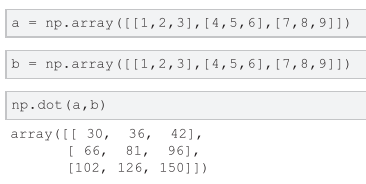 a = np.array([[1,2,3],[4,5,6],[7,8,9]])
b = np.array([[1,2,3],[4,5,6],[7,8,9]])
np.dot(a,b)
array([[ 30,  36,  42],
       [ 66,  81,  96],
       [102, 126, 150]])